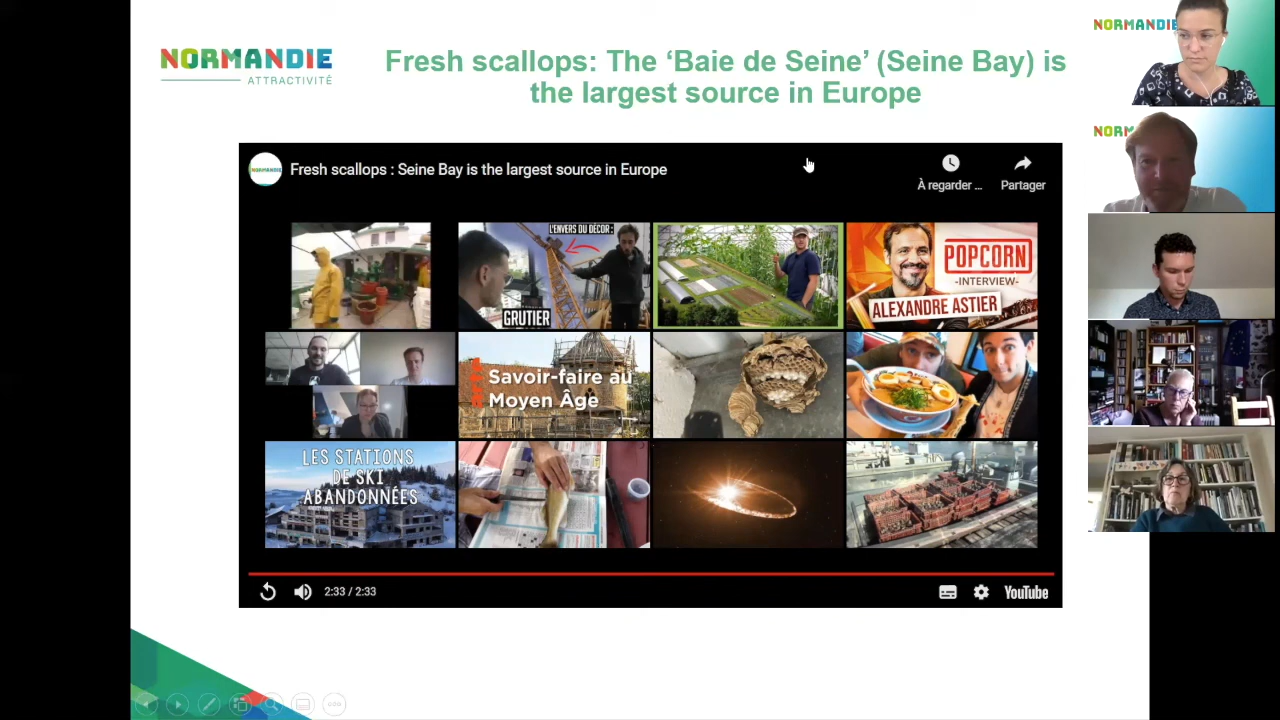 NORMANDIE
ATTRACTIVITÉ
Fresh scallops: The ‘Baie de Seine’ (Seine Bay) is
the largest source in Europe
NORMANDIE
Fresh scallops : Seine Bay is the largest source in Europe
À regarder ...
Partager
L'ENVERS DU DÉCOR :
GRUTIER
POPCORN
-INTERVIEW-
ALEXANDRE ASTIER
Savoir-faire au
Moyen Âge
LES STATIONS
DE SKI
ABANDONNÉES
2:33 / 2:33
YouTube
NORMANDIE
NORM